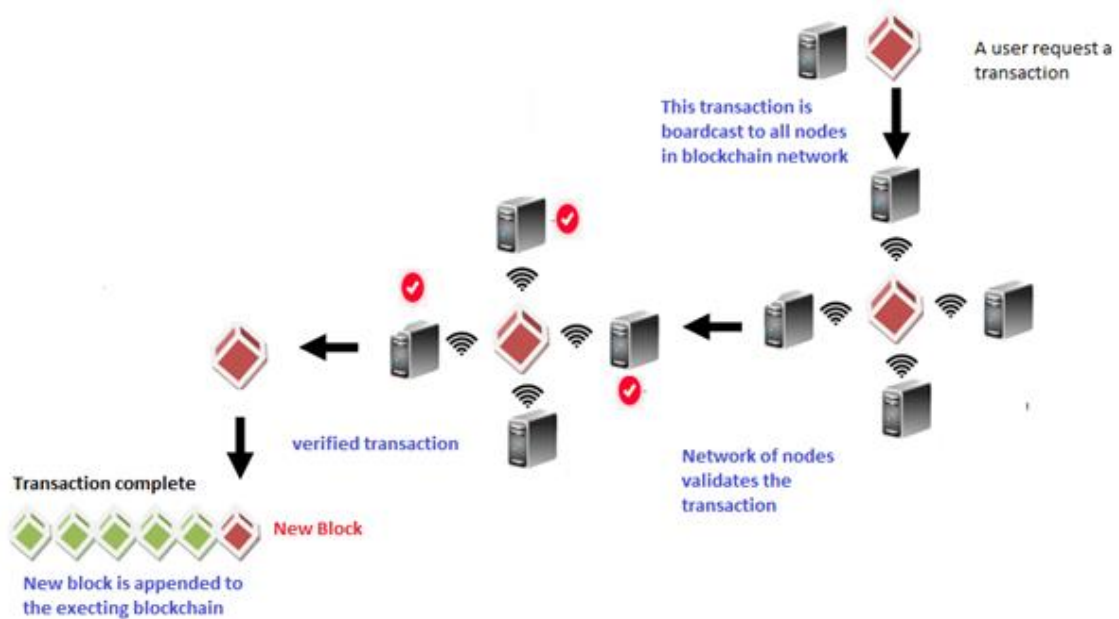 A user request a
transaction
This transaction is
boardcast to all nodes
in blockchain network
Network of nodes
validates the
transaction
verified transaction
Transaction complete
New Block
New block is appended to
the execting blockchain